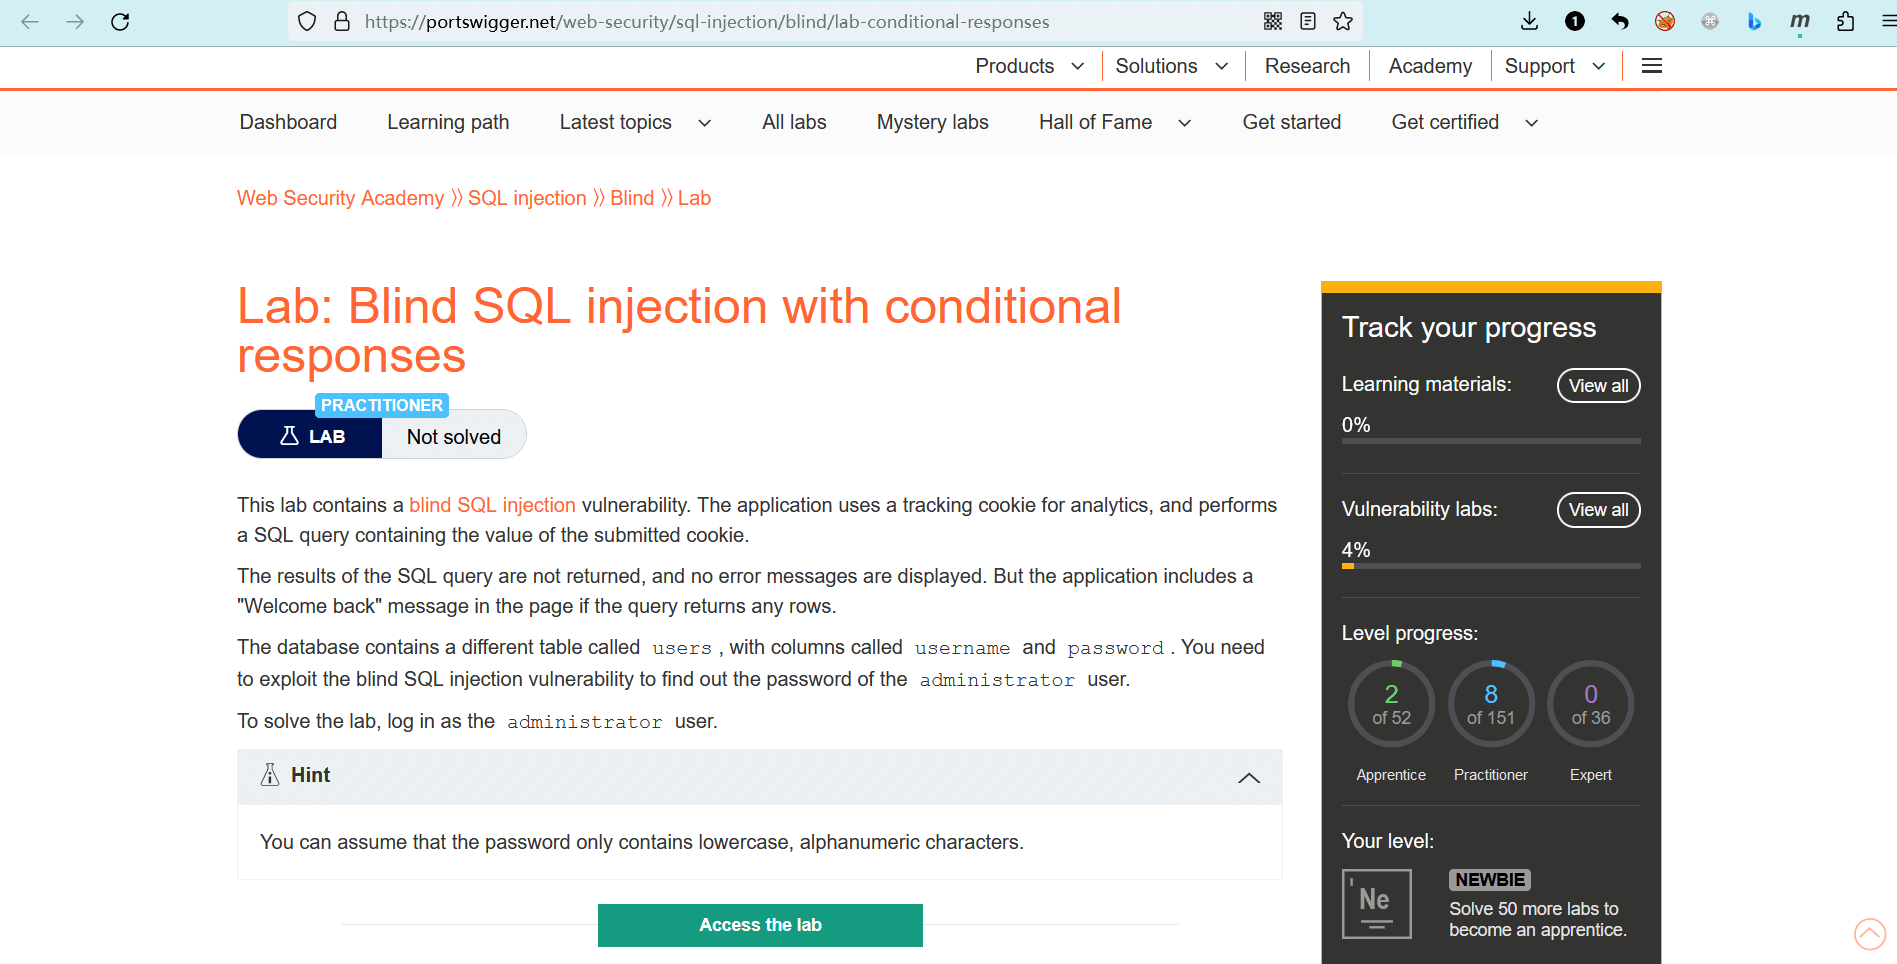 https://portswigger.net/web-security/sql-injection/blind/lab-conditional-responses
1
m
Products Solutions Research Academy Support
Dashboard Learning path Latest topics All labs Mystery labs Hall of Fame Get started Get certified
Web Security Academy » SQL injection » Blind » Lab
Lab: Blind SQL injection with conditional
responses
PRACTITIONER
LAB Not solved
This lab contains a blind SQL injection vulnerability. The application uses a tracking cookie for analytics, and performs
a SQL query containing the value of the submitted cookie.
The results of the SQL query are not returned, and no error messages are displayed. But the application includes a
"Welcome back" message in the page if the query returns any rows.
The database contains a different table called users , with columns called username and password . You need
to exploit the blind SQL injection vulnerability to find out the password of the administrator user.
To solve the lab, log in as the administrator user.
Hint
You can assume that the password only contains lowercase, alphanumeric characters.
Access the lab
Track your progress
Learning materials: View all
0%
Vulnerability labs: View all
4%
Level progress:
2 8 0
of 52 of 151 of 36
Apprentice Practitioner Expert
Your level:
Ne
NEWBIE
Solve 50 more labs to
become an apprentice.